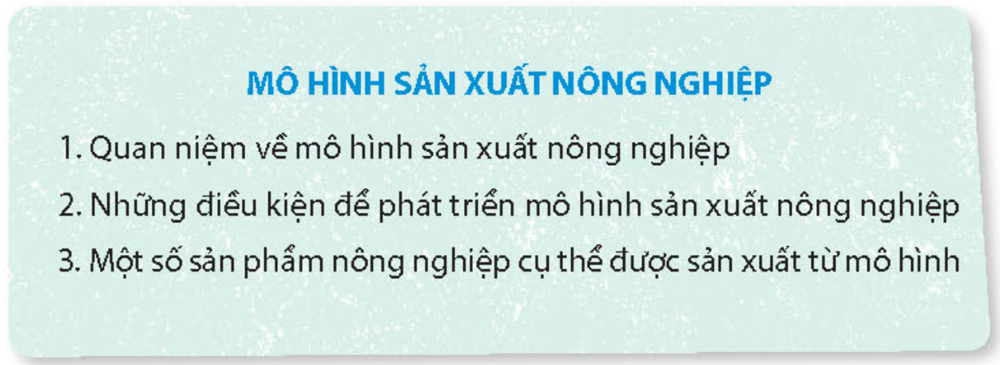 MÔ HÌNH SẢN XUẤT NÔNG NGHIỆP
1. Quan niệm về mô hình sản xuất nông nghiệp
2. Những điều kiện để phát triển mô hình sản xuất nông nghiệp
3. Một số sản phẩm nông nghiệp cụ thể được sản xuất từ mô hình